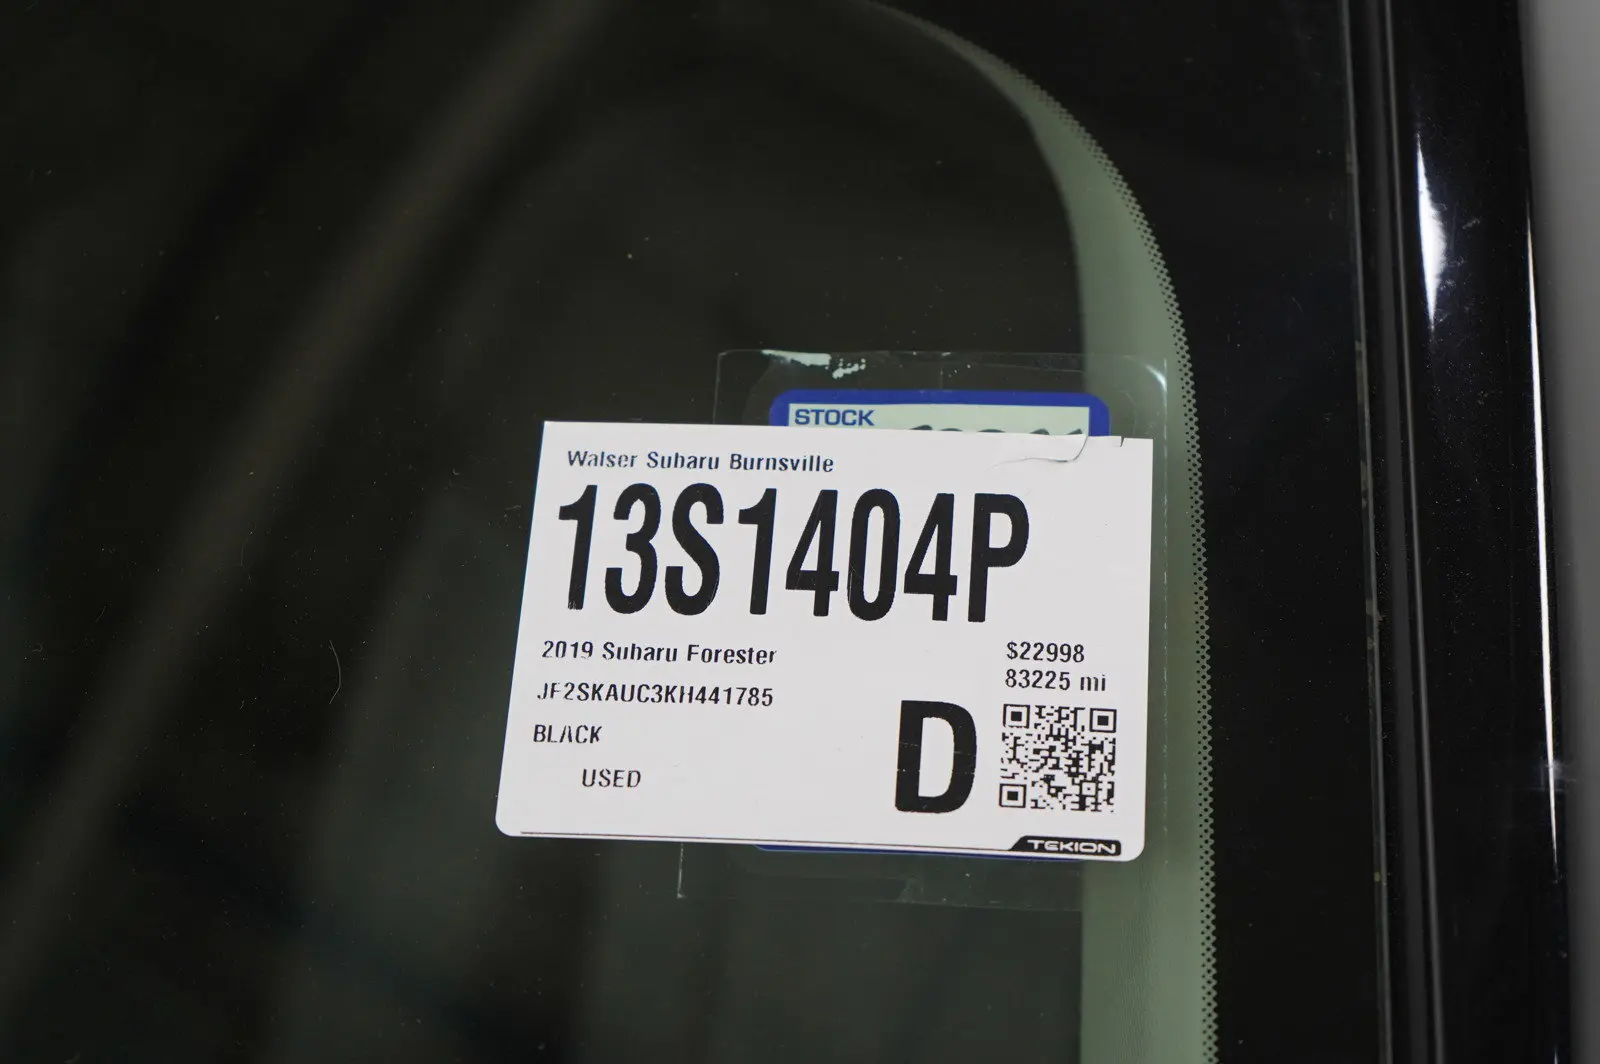 STOCK
Walser Subaru Burnsville
13S1404P
2019 Subaru Forester
$22998
83225 mi
JF2SKAUC3KH441785
BLACK
D
USED
TEKION